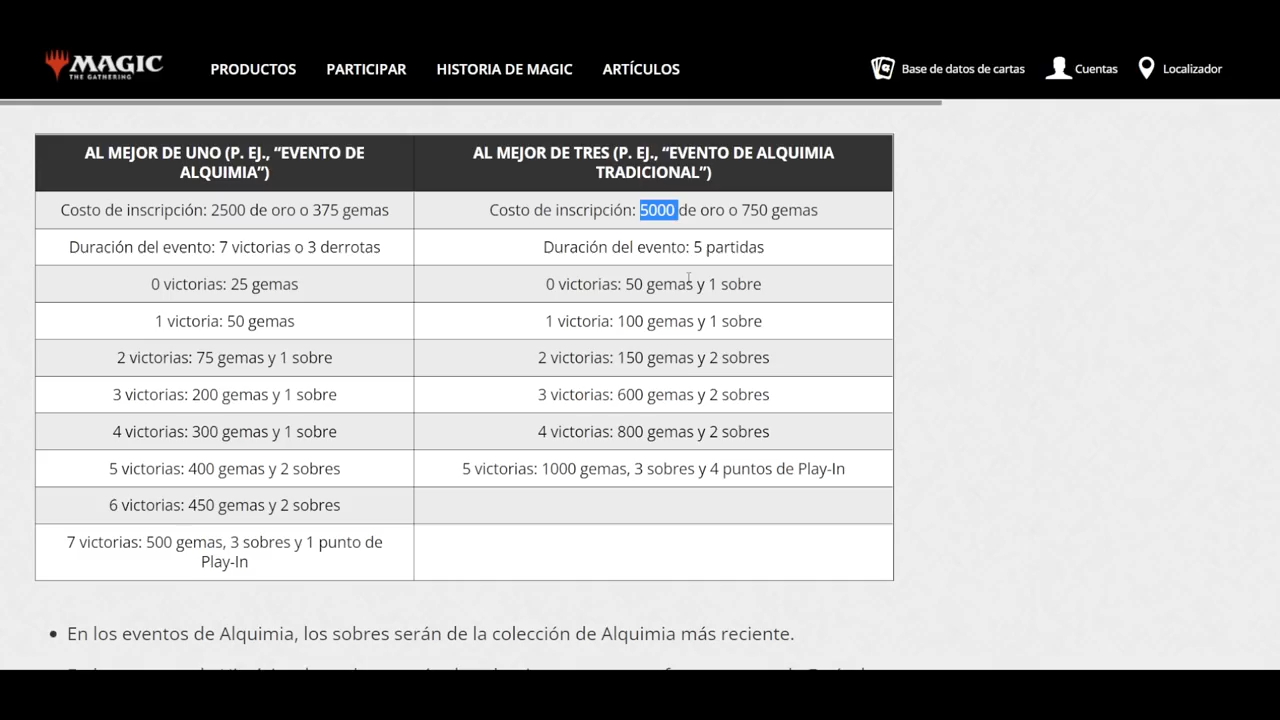 MAGIC
THE GATHERING
PRODUCTOS
PARTICIPAR
HISTORIA DE MAGIC
ARTÍCULOS
Base de datos de cartas
Cuentas
Localizador
AL MEJOR DE UNO (P. EJ., “EVENTO DE
ALQUIMIA”)
AL MEJOR DE TRES (P. EJ., “EVENTO DE ALQUIMIA
TRADICIONAL”)
Costo de inscripción: 2500 de oro o 375 gemas
Costo de inscripción: 5000 de oro o 750 gemas
Duración del evento: 7 victorias o 3 derrotas
Duración del evento: 5 partidas
0 victorias: 25 gemas
0 victorias: 50 gemas y 1 sobre
1 victoria: 50 gemas
1 victoria: 100 gemas y 1 sobre
2 victorias: 75 gemas y 1 sobre
2 victorias: 150 gemas y 2 sobres
3 victorias: 200 gemas y 1 sobre
3 victorias: 600 gemas y 2 sobres
4 victorias: 300 gemas y 1 sobre
4 victorias: 800 gemas y 2 sobres
5 victorias: 400 gemas y 2 sobres
5 victorias: 1000 gemas, 3 sobres y 4 puntos de Play-In
6 victorias: 450 gemas y 2 sobres
7 victorias: 500 gemas, 3 sobres y 1 punto de
Play-In
• En los eventos de Alquimia, los sobres serán de la colección de Alquimia más reciente.